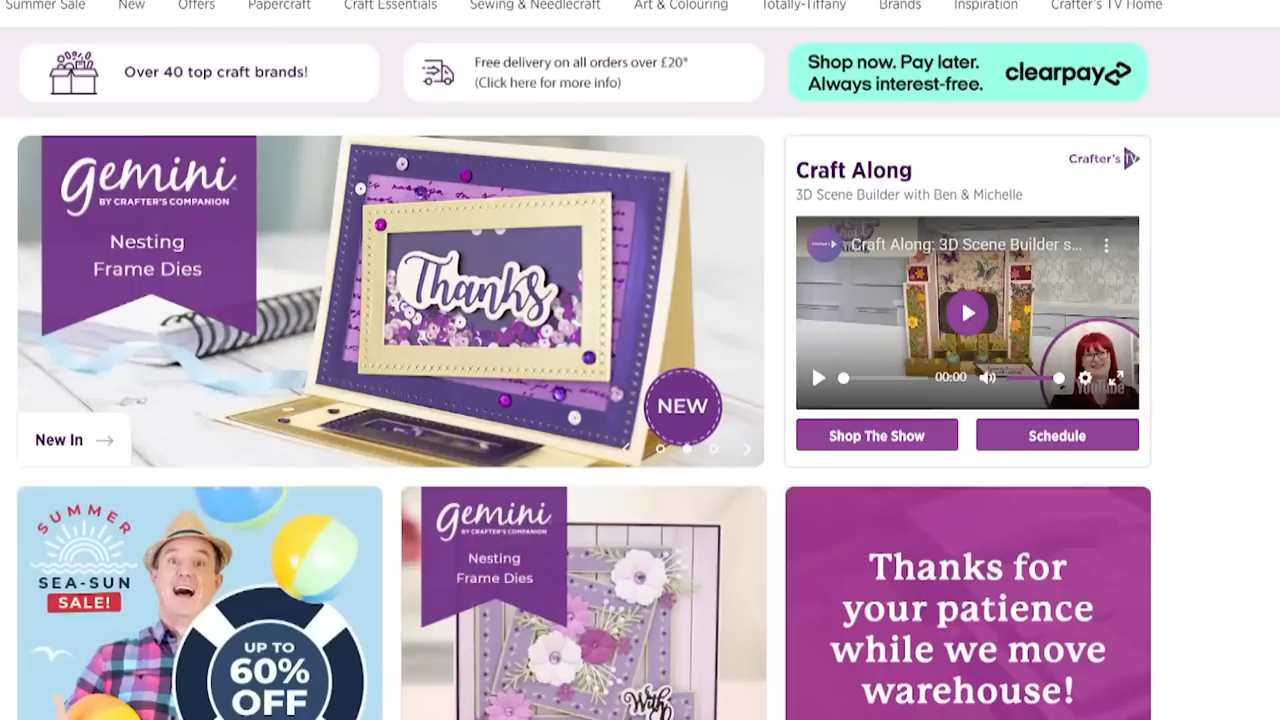 Summer Sale New Offers Papercraft Craft Essentials Sewing & Needlecraft Art & Colouring Totally-Tiffany Brands Inspiration Crafter's TV Home
Over 40 top craft brands!
Free delivery on all orders over £20*
(Click here for more info)
Shop now. Pay later.
Always interest-free.
clearpay
gemini
BY CRAFTER'S COMPANION
Nesting
Frame Dies
Thanks
NEW
New In
Craft Along
Crafter's TV
3D Scene Builder with Ben & Michelle
Craft Along: 3D Scene Builder s...
00:00
YouTube
Shop The Show
Schedule
SUMMER
SEA-SUN
SALE!
UP TO
60%
OFF
gemini
BY CRAFTER'S COMPANION
Nesting
Frame Dies
With
Thanks for
your patience
while we move
warehouse!